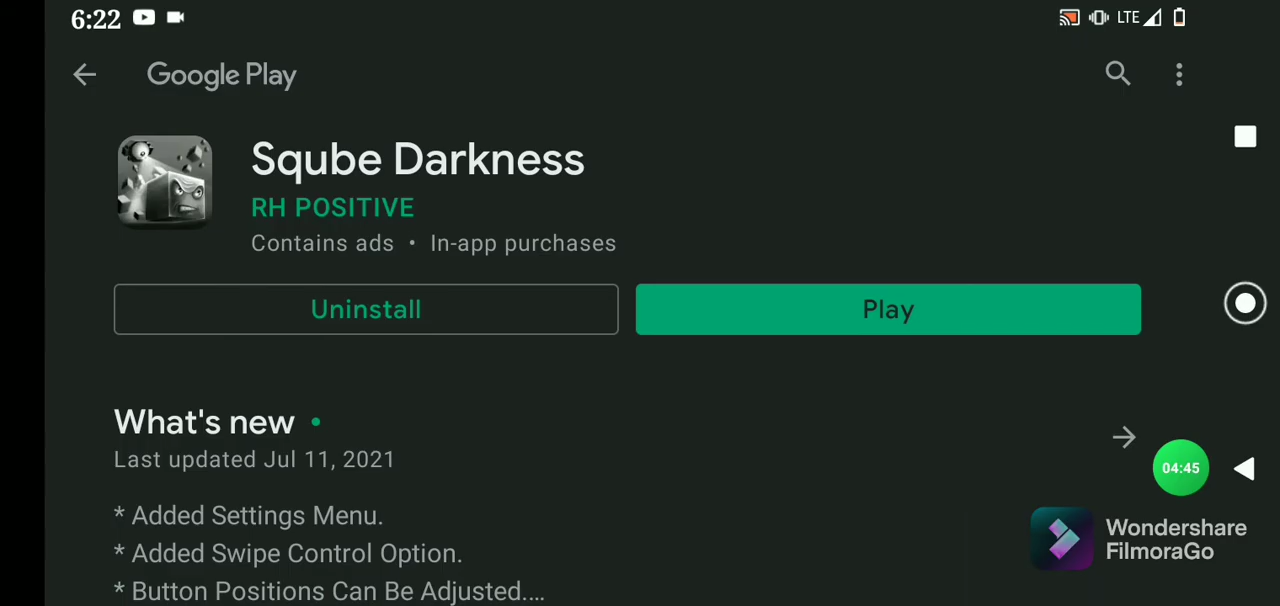 6:22 LTE
Google Play
Sqube Darkness
RH POSITIVE
Contains ads • In-app purchases
Uninstall Play
What's new •
Last updated Jul 11, 2021
04:45
* Added Settings Menu.
* Added Swipe Control Option.
* Button Positions Can Be Adjusted....
Wondershare
FilmoraGo